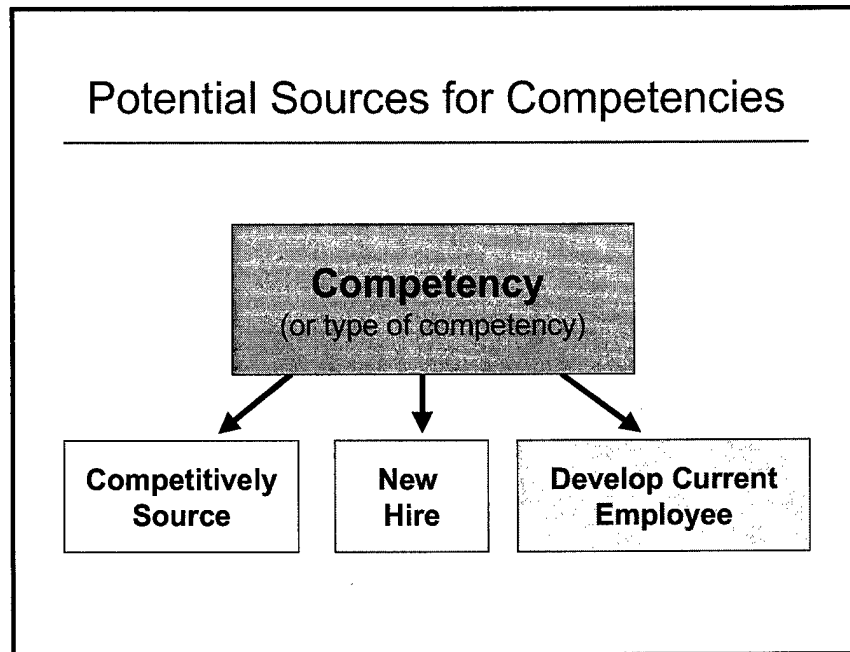 Potential Sources for Competencies
Competency
(or type of competency)
Competitively
Source
New
Hire
Develop Current
Employee